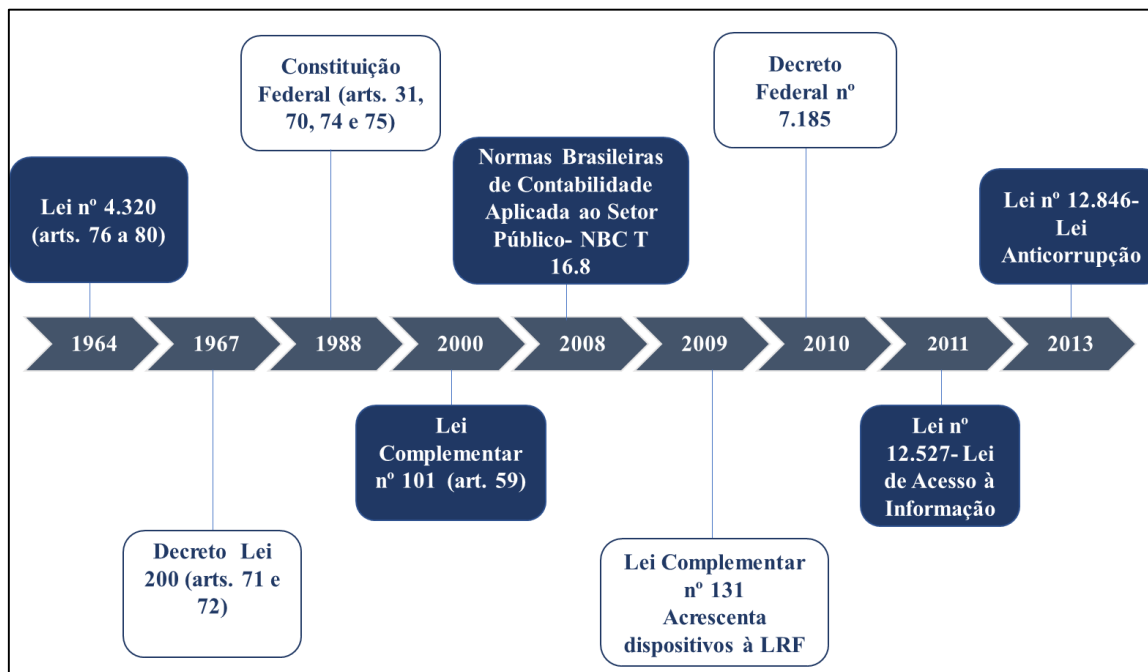 Constituição
Federal (arts. 31,
70, 74 e 75)
Decreto
Federal nº
7.185
Lei nº 4.320
(arts. 76 a 80)
Normas Brasileiras
de Contabilidade
Aplicada ao Setor
Público- NBC T
16.8
Lei nº 12.846-
Lei
Anticorrupção
1964 1967 1988 2000 2008 2009 2010 2011 2013
Lei
Complementar
nº 101 (art. 59)
Lei nº
12.527- Lei
de Acesso à
Informação
Decreto Lei
200 (arts. 71 e
72)
Lei Complementar
nº 131
Acrescenta
dispositivos à LRF